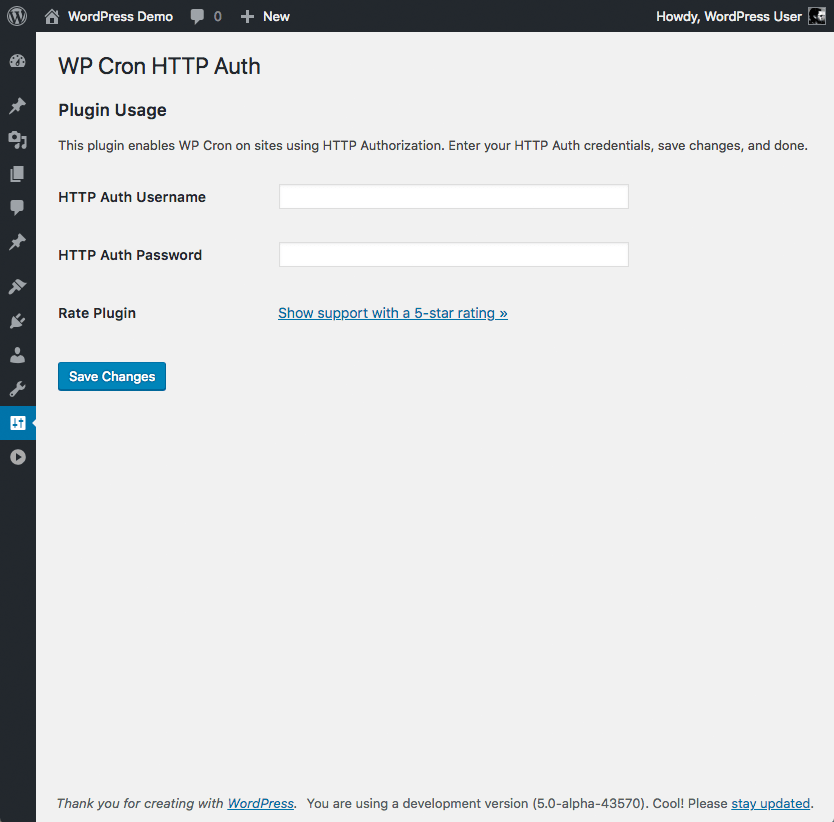 WordPress Demo 0 New Howdy, WordPress User
WP Cron HTTP Auth
Plugin Usage
This plugin enables WP Cron on sites using HTTP Authorization. Enter your HTTP Auth credentials, save changes, and done.
HTTP Auth Username
HTTP Auth Password
Rate Plugin Show support with a 5-star rating »
Save Changes
Thank you for creating with WordPress. You are using a development version (5.0-alpha-43570). Cool! Please stay updated.